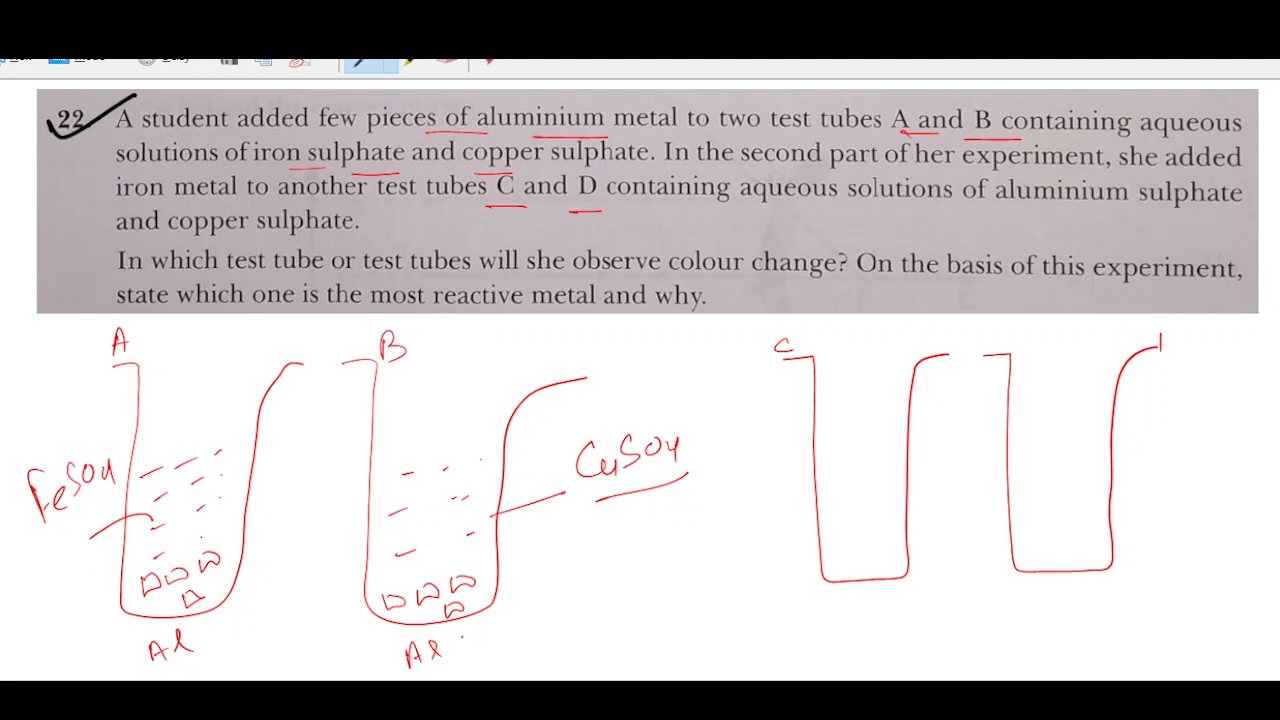 22 A student added few pieces of aluminium metal to two test tubes A and B containing aqueous
solutions of iron sulphate and copper sulphate. In the second part of her experiment, she added
iron metal to another test tubes C and D containing aqueous solutions of aluminium sulphate
and copper sulphate.
In which test tube or test tubes will she observe colour change? On the basis of this experiment,
state which one is the most reactive metal and why.
A B C
FeSO4 CuSO4
Al Al